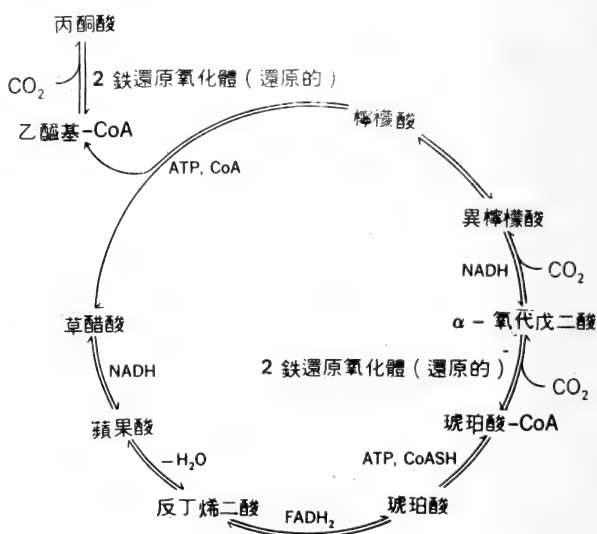 丙酮酸
CO₂
2 鉄還原氧化體（還原的）
乙醯基-CoA
檸檬酸
ATP, CoA
異檸檬酸
NADH
CO₂
草醋酸
α - 氧代戊二酸
NADH
2 鉄還原氧化體（還原的）
CO₂
蘋果酸
琥珀酸-CoA
-H₂O
ATP, CoASH
反丁烯二酸
FADH₂
琥珀酸